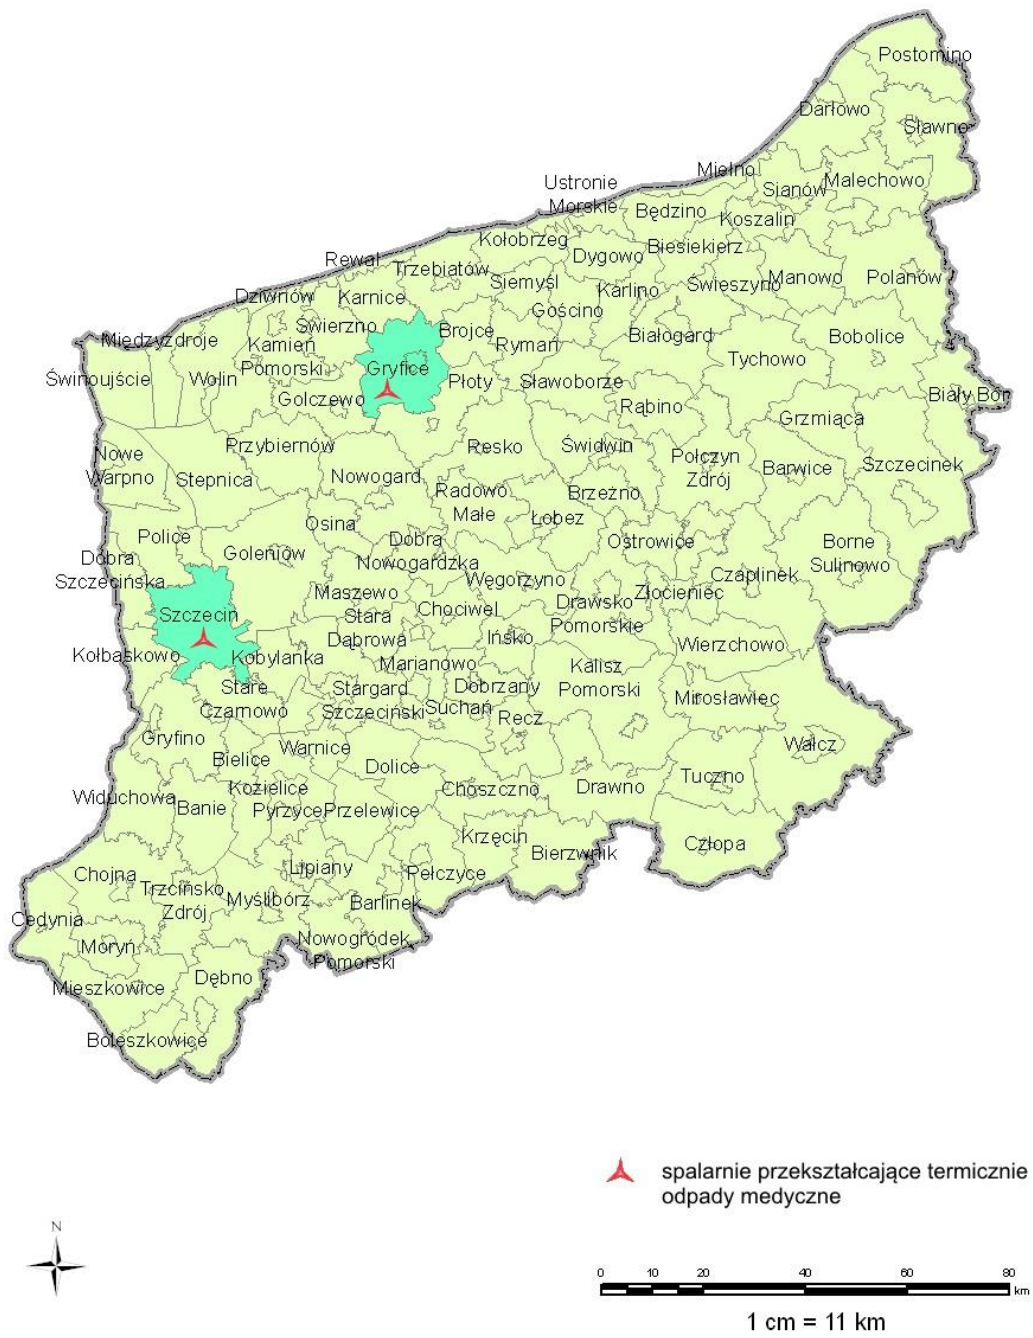 Postomino
Darłowo
Sławno
Mielno
Ustronie
Morskie
Sianów
Malechowo
Będzino
Koszalin
Kołobrzeg
Dygowo
Biesiekierz
Rewal
Trzebiatów
Siemyśl
Karlino
Świeszyno
Manowo
Polanów
Dziwnów
Karnice
Gościno
Świerzno
Brojce
Rymań
Białogard
Bobolice
Międzyzdroje
Kamień
Pomorski
Tychowo
Świnoujście
Wolin
Gryfice
Płoty
Sławoborze
Biały Bór
Golczewo
Rąbino
Grzmiąca
Przybiernów
Resko
Świdwin
Nowe
Warpno
Stepnica
Nowogard
Połczyn
Zdrój
Barwice
Szczecinek
Radowo
Małe
Brzeżno
Osina
Łobez
Police
Goleniów
Dobra
Nowogardzka
Ostrowice
Borne
Sulinowo
Dobra
Szczecińska
Węgorzyno
Czaplinek
Maszewo
Złocieniec
Szczecin
Stara
Dąbrowa
Chociwel
Drawsko
Pomorskie
Ińsko
Wierzchowo
Kołbaskowo
Kobylanka
Marianowo
Kalisz
Pomorski
Stare
Czarnowo
Stargard
Szczeciński
Dobrzany
Suchań
Mirosławiec
Recz
Gryfino
Warnice
Wałcz
Bielice
Dolice
Tuczno
Widuchowa
Kozielice
Choszczno
Drawno
Banie
Pyrzyce
Przelewice
Krzęcin
Bierzwnik
Człopa
Chojna
Lipiany
Pełczyce
Trzcińsko
Zdrój
Myślibórz
Barlinek
Cedynia
Moryń
Nowogródek
Pomorski
Mieszkowice
Dębno
Boleszkowice
spalarnie przekształcające termicznie
odpady medyczne
N
0 10 20 40 60 80
km
1 cm = 11 km